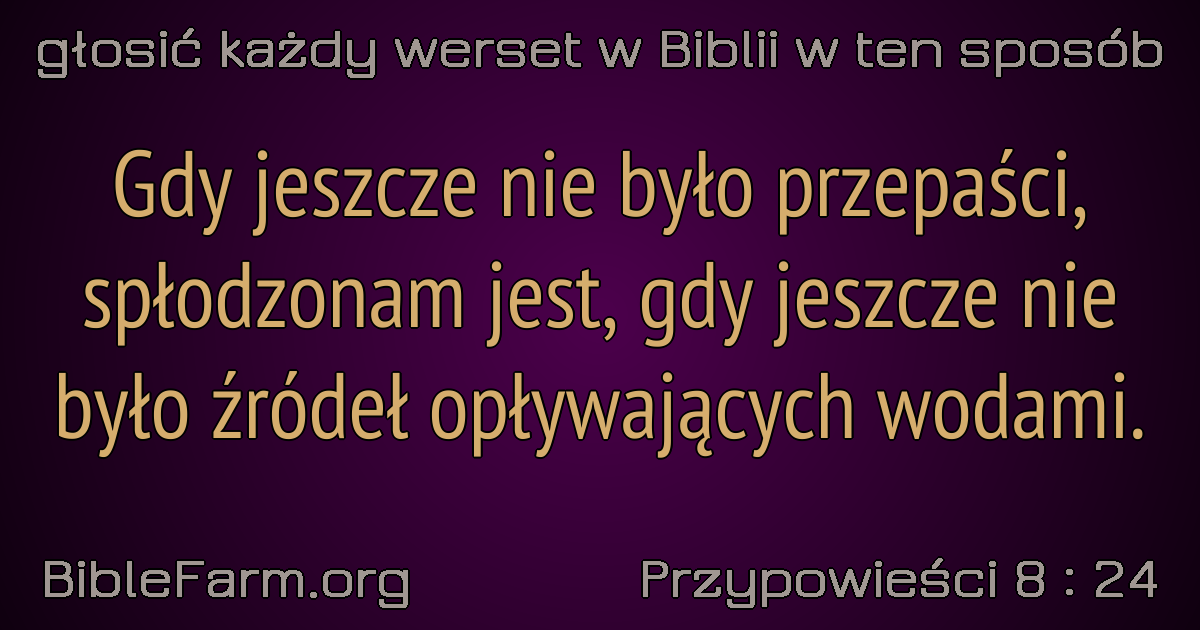 głosić każdy werset w Biblii w ten sposób
Gdy jeszcze nie było przepaści,
spłodzonam jest, gdy jeszcze nie
było źródeł opływających wodami.
BibleFarm.org
Przypowieści 8 : 24